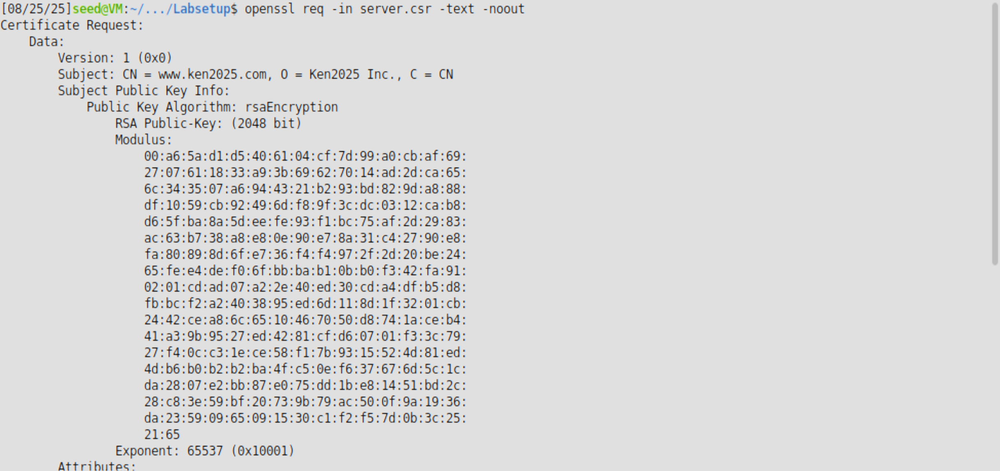 [08/25/25]seed@VM:~/.../Labsetup$ openssl req -in server.csr -text -noout
Certificate Request:
    Data:
        Version: 1 (0x0)
        Subject: CN = www.ken2025.com, O = Ken2025 Inc., C = CN
        Subject Public Key Info:
            Public Key Algorithm: rsaEncryption
                RSA Public-Key: (2048 bit)
                Modulus:
                    00:a6:5a:d1:d5:40:61:04:cf:7d:99:a0:cb:af:69:
                    27:07:61:18:33:a9:3b:69:62:70:14:ad:2d:ca:65:
                    6c:34:35:07:a6:94:43:21:b2:93:bd:82:9d:a8:88:
                    df:10:59:cb:92:49:6d:f8:9f:3c:dc:03:12:ca:b8:
                    d6:5f:ba:8a:5d:ee:fe:93:f1:bc:75:af:2d:29:83:
                    ac:63:b7:38:a8:e8:0e:90:e7:8a:31:c4:27:90:e8:
                    fa:80:89:8d:6f:e7:36:f4:f4:97:2f:2d:20:be:24:
                    65:fe:e4:de:f0:6f:bb:ba:b1:0b:b0:f3:42:fa:91:
                    02:01:cd:ad:07:a2:2e:40:ed:30:cd:a4:df:b5:d8:
                    fb:bc:f2:a2:40:38:95:ed:6d:11:8d:1f:32:01:cb:
                    24:42:ce:a8:6c:65:10:46:70:50:d8:74:1a:ce:b4:
                    41:a3:9b:95:27:ed:42:81:cf:d6:07:01:f3:3c:79:
                    27:f4:0c:c3:1e:ce:58:f1:7b:93:15:52:4d:81:ed:
                    4d:b6:b0:b2:b2:ba:4f:c5:0e:f6:37:67:6d:5c:1c:
                    da:28:07:e2:bb:87:e0:75:dd:1b:e8:14:51:bd:2c:
                    28:c8:3e:59:bf:20:73:9b:79:ac:50:0f:9a:19:36:
                    da:23:59:09:65:09:15:30:c1:f2:f5:7d:0b:3c:25:
                    21:65
                Exponent: 65537 (0x10001)
        Attributes: